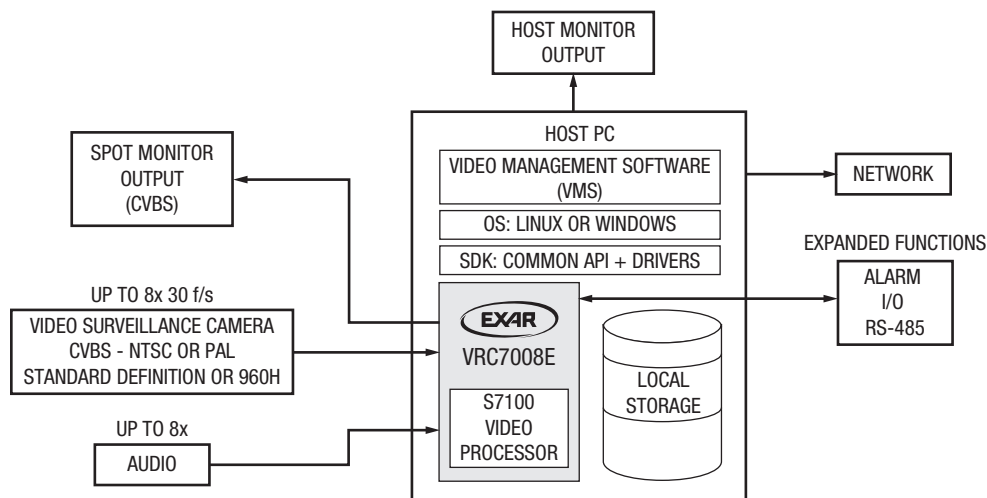 HOST MONITOR
OUTPUT
HOST PC
VIDEO MANAGEMENT SOFTWARE
(VMS)
OS: LINUX OR WINDOWS
SDK: COMMON API + DRIVERS
SPOT MONITOR
OUTPUT
(CVBS)
NETWORK
EXPANDED FUNCTIONS
ALARM
I/O
RS-485
UP TO 8x 30 f/s
VIDEO SURVEILLANCE CAMERA
CVBS - NTSC OR PAL
STANDARD DEFINITION OR 960H
EXAR
VRC7008E
S7100
VIDEO
PROCESSOR
LOCAL
STORAGE
UP TO 8x
AUDIO